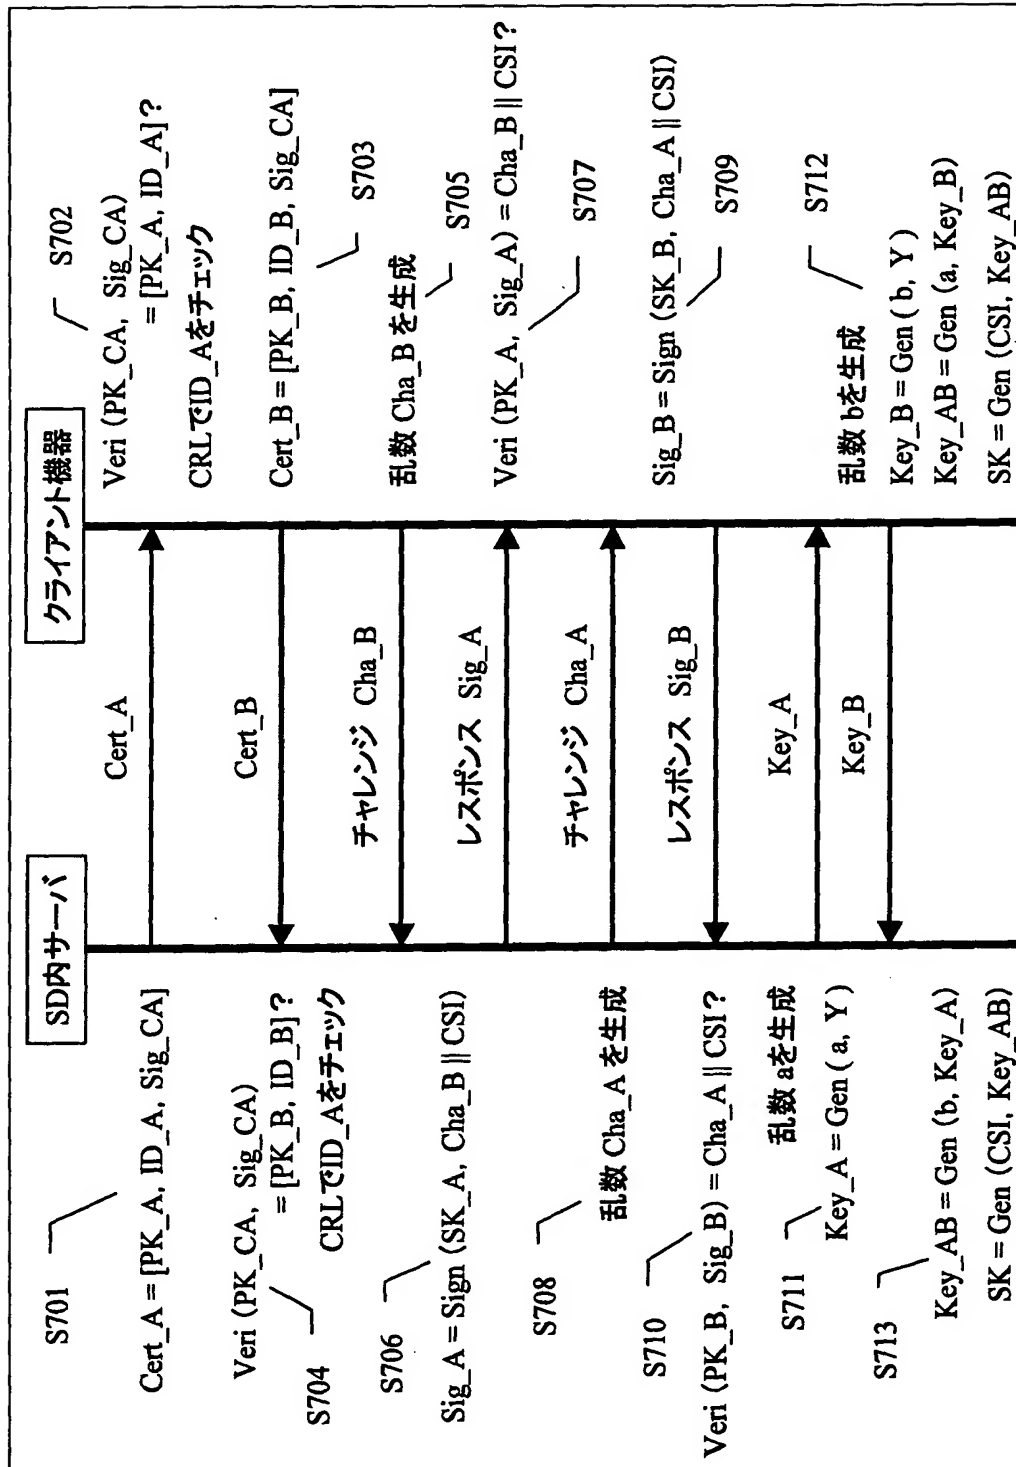 SD内サーバ
クライアント機器
S701
Cert_A = [PK_A, ID_A, Sig_CA]
Cert_A
S702
Veri (PK_CA, Sig_CA)
= [PK_A, ID_A]?
CRLでID_Aをチェック
Cert_B = [PK_B, ID_B, Sig_CA]
S703
Cert_B
Veri (PK_CA, Sig_CA)
= [PK_B, ID_B]?
S704
CRLでID_Aをチェック
乱数 Cha_B を生成
S705
チャレンジ Cha_B
S706
Sig_A = Sign (SK_A, Cha_B || CSI)
レスポンス Sig_A
Veri (PK_A, Sig_A) = Cha_B || CSI?
S707
S708
乱数 Cha_A を生成
チャレンジ Cha_A
Sig_B = Sign (SK_B, Cha_A || CSI)
S709
レスポンス Sig_B
S710
Veri (PK_B, Sig_B) = Cha_A || CSI?
S711
乱数 aを生成
Key_A = Gen ( a, Y )
Key_A
S712
乱数 bを生成
Key_B = Gen ( b, Y )
Key_AB = Gen (a, Key_B)
SK = Gen (CSI, Key_AB)
Key_B
S713
Key_AB = Gen (b, Key_A)
SK = Gen (CSI, Key_AB)